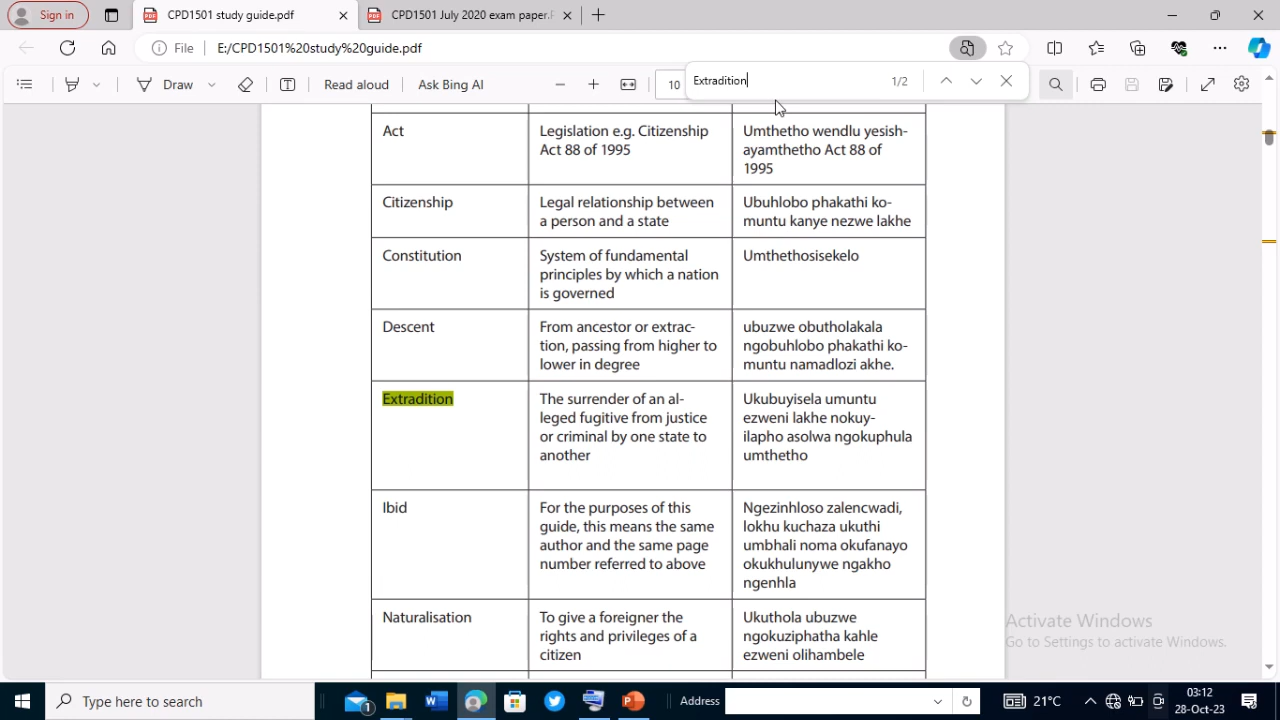 Sign in
CPD1501 study guide.pdf
CPD1501 July 2020 exam paper.F
File
E:/CPD1501%20study%20guide.pdf
Draw
Read aloud
Ask Bing AI
10
Extradition
1/2
Act
Legislation e.g. Citizenship
Act 88 of 1995
Umthetho wendlu yesish-
ayamthetho Act 88 of
1995
Citizenship
Legal relationship between
a person and a state
Ubuhlobo phakathi ko-
muntu kanye nezwe lakhe
Constitution
System of fundamental
principles by which a nation
is governed
Umthethosisekelo
Descent
From ancestor or extrac-
tion, passing from higher to
lower in degree
ubuzwe obutholakala
ngobuhlobo phakathi ko-
muntu namadlozi akhe.
Extradition
The surrender of an al-
leged fugitive from justice
or criminal by one state to
another
Ukubuyisela umuntu
ezweni lakhe nokuy-
ilapho asolwa ngokuphula
umthetho
Ibid
For the purposes of this
guide, this means the same
author and the same page
number referred to above
Ngezinhloso zalencwadi,
lokhu kuchaza ukuthi
umbhali noma okufanayo
okukhulunywe ngakho
ngenhla
Naturalisation
To give a foreigner the
rights and privileges of a
citizen
Ukuthola ubuzwe
ngokuziphatha kahle
ezweni olihambele
Activate Windows
Go to Settings to activate Windows.
Type here to search
1
Address
21°C
03:12
28-Oct-23